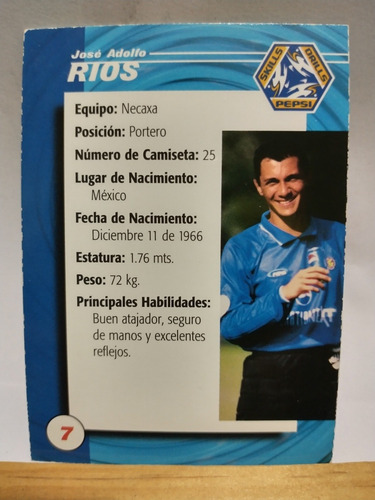 José Adolfo
RIOS
SKILLS DRILLS
PEPSI
Equipo: Necaxa
Posición: Portero
Número de Camiseta: 25
Lugar de Nacimiento:
México
Fecha de Nacimiento:
Diciembre 11 de 1966
Estatura: 1.76 mts.
Peso: 72 kg.
Principales Habilidades:
Buen atajador, seguro
de manos y excelentes
reflejos.
7